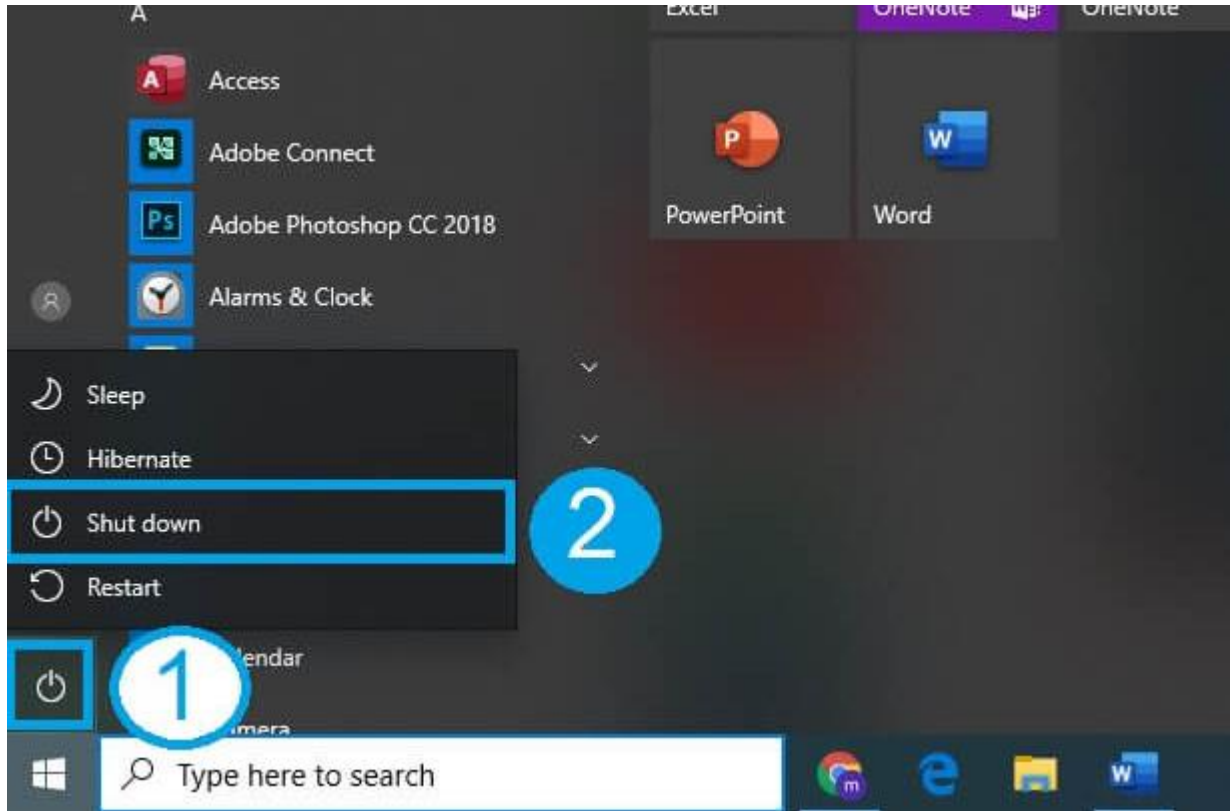 A
Access
Adobe Connect
Ps
Adobe Photoshop CC 2018
Alarms & Clock
Excel
OneNote
OneNote
P
W
PowerPoint
Word
Sleep
Hibernate
Shut down
2
Restart
1
Type here to search
m
W